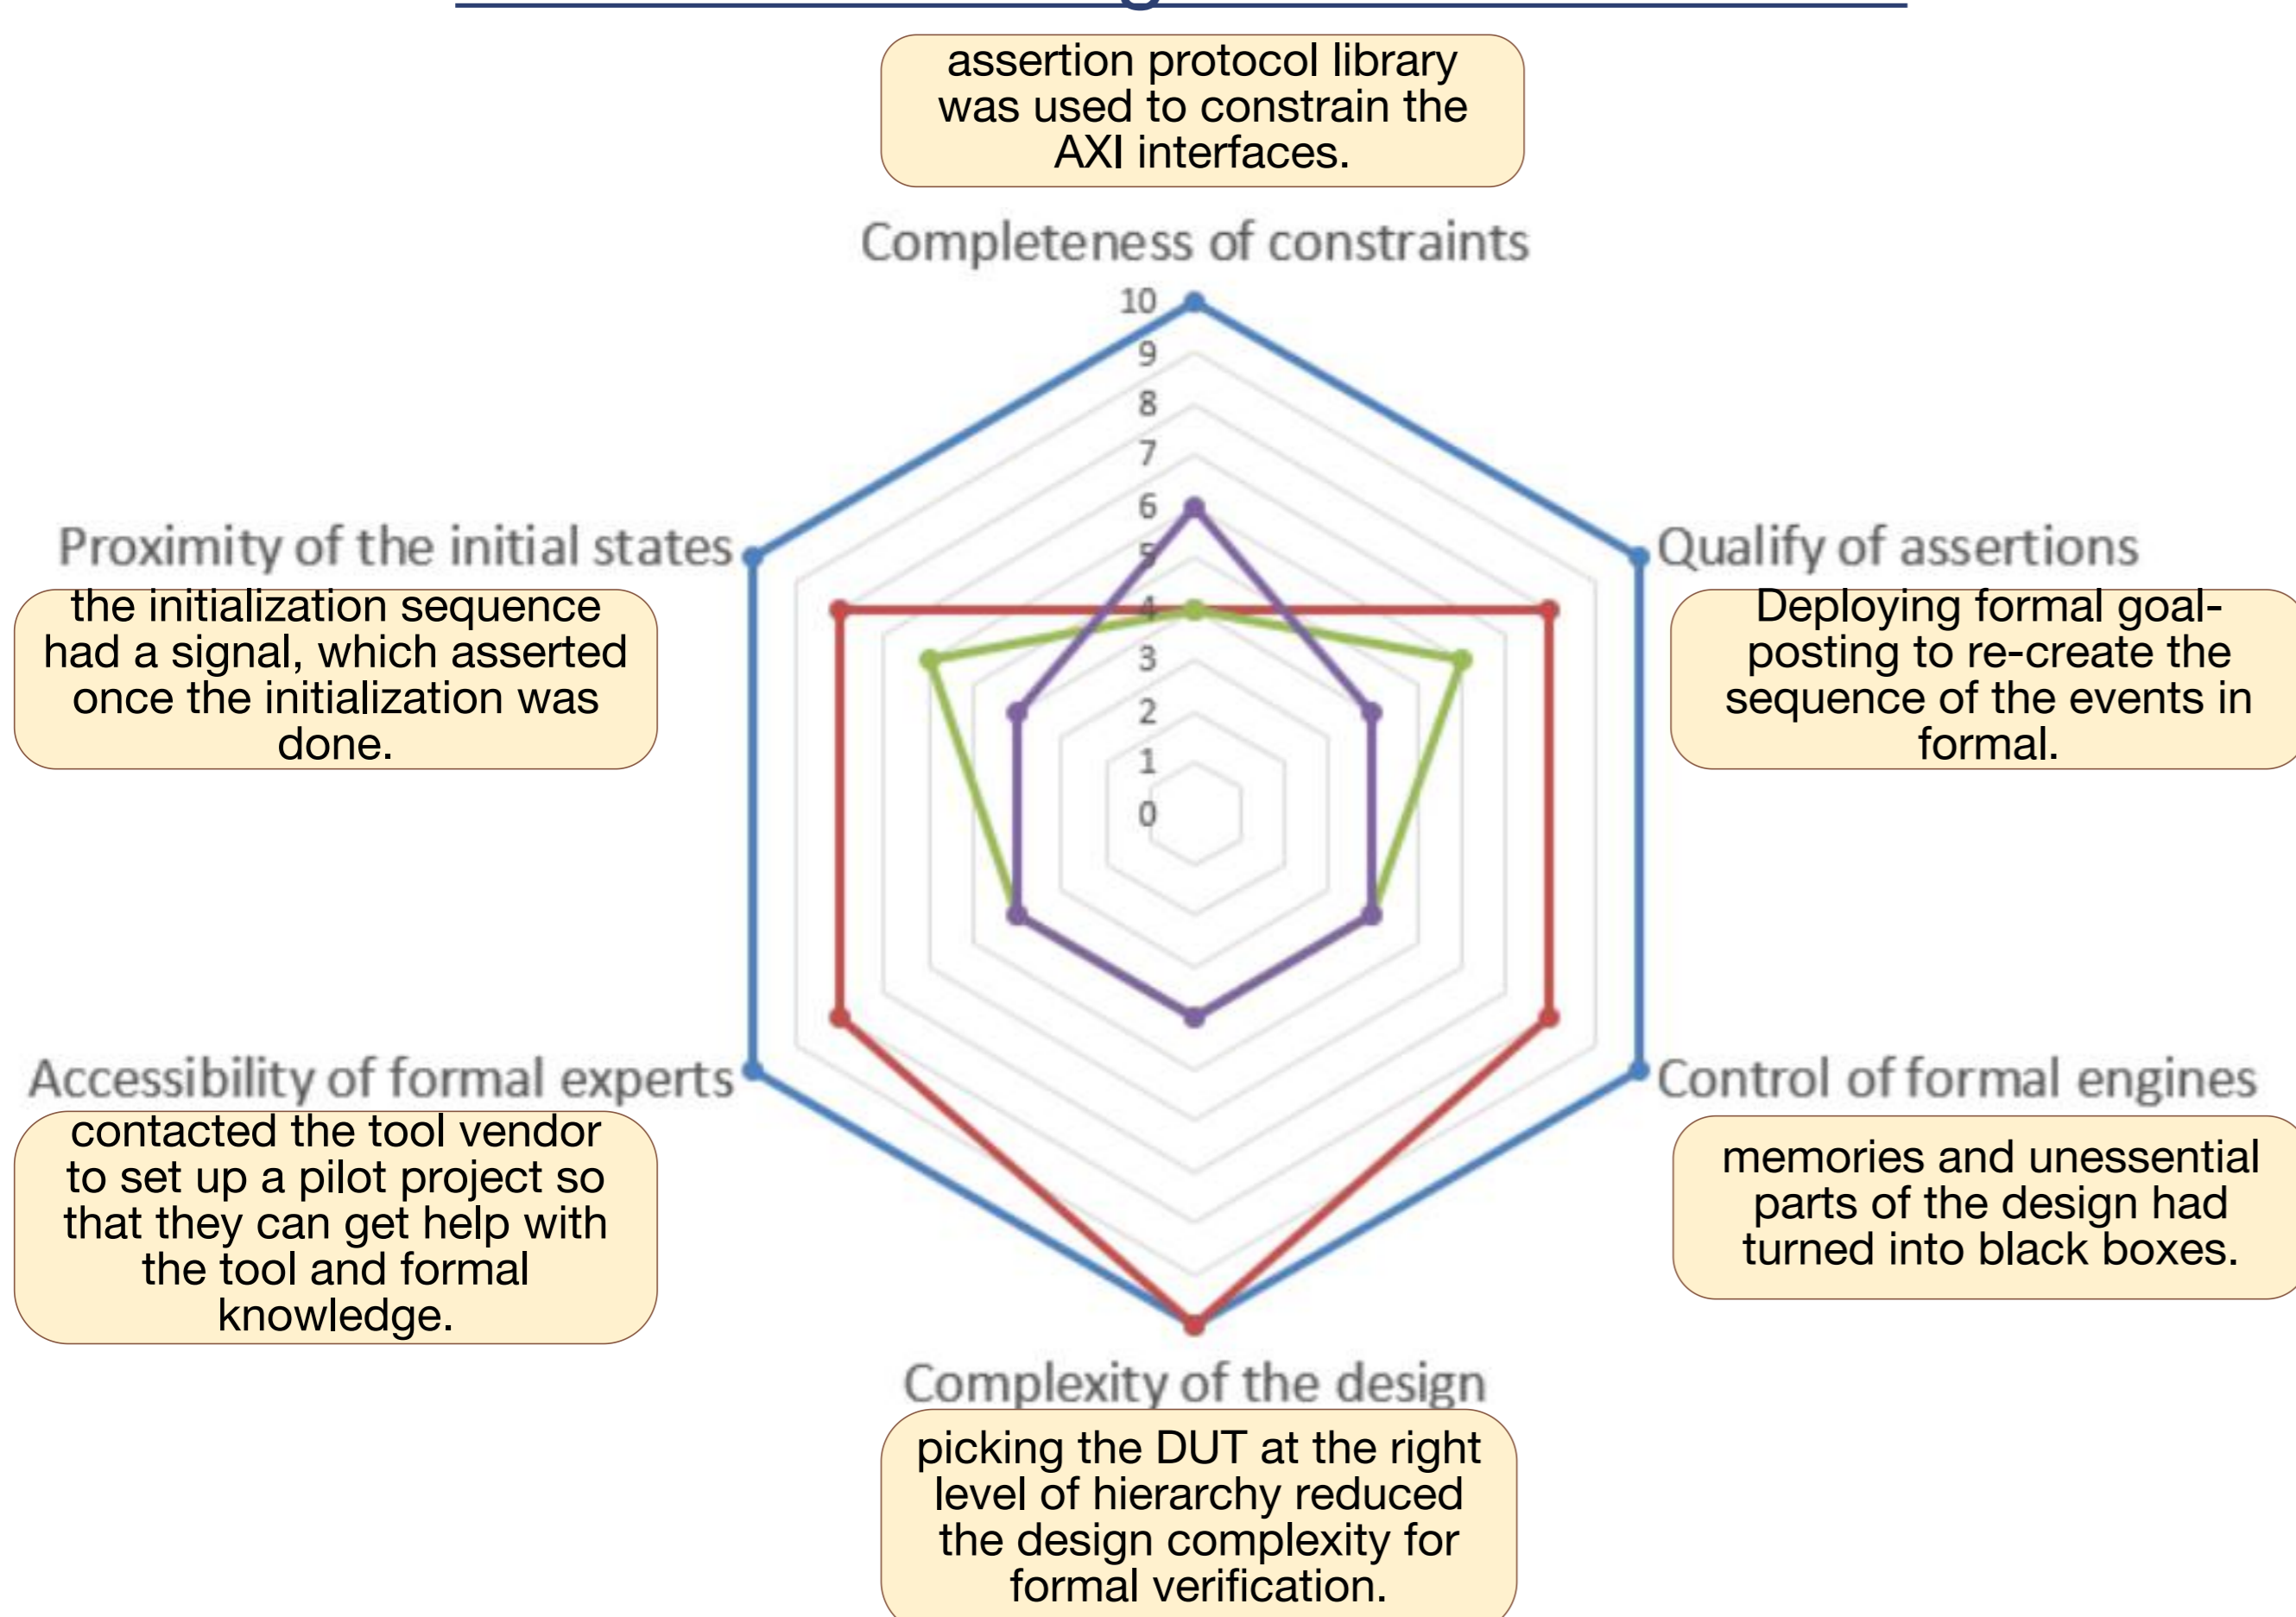 assertion protocol library
was used to constrain the
AXI interfaces.
Completeness of constraints
10
9
8
7
6
5
4
3
2
1
0
Proximity of the initial states
the initialization sequence
had a signal, which asserted
once the initialization was
done.
Qualify of assertions
Deploying formal goal-
posting to re-create the
sequence of the events in
formal.
Accessibility of formal experts
contacted the tool vendor
to set up a pilot project so
that they can get help with
the tool and formal
knowledge.
Control of formal engines
memories and unessential
parts of the design had
turned into black boxes.
Complexity of the design
picking the DUT at the right
level of hierarchy reduced
the design complexity for
formal verification.